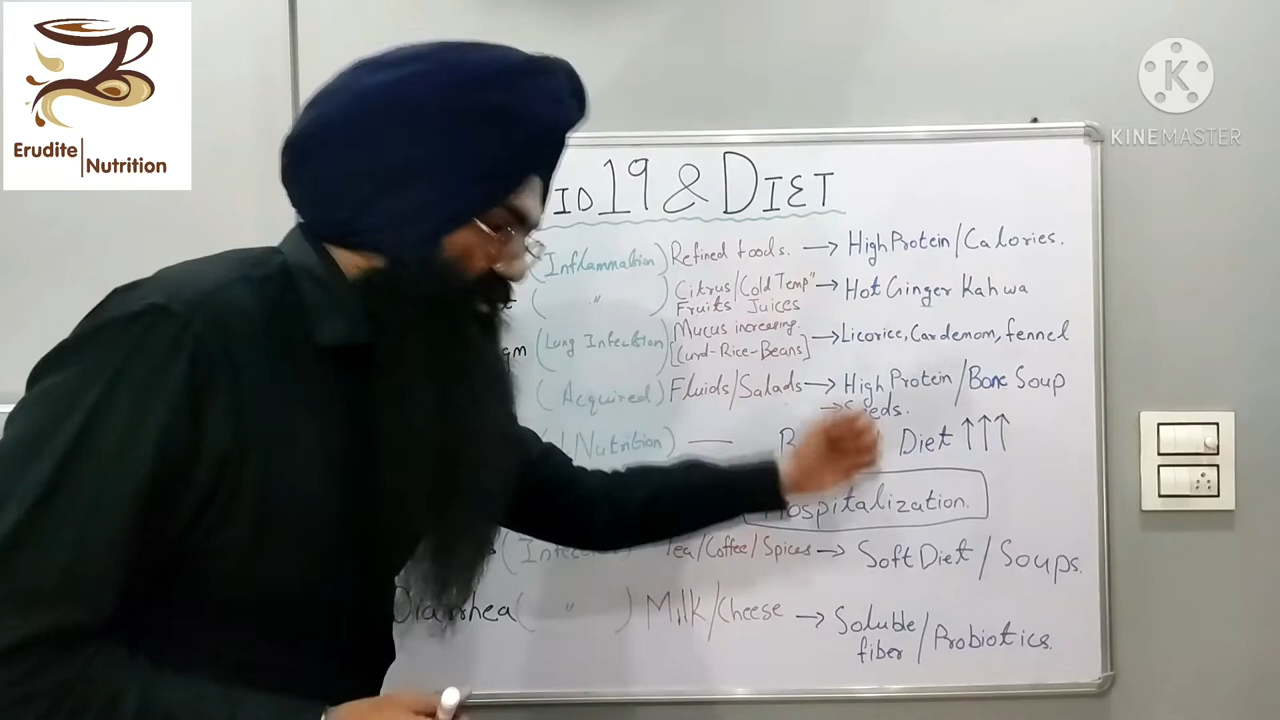 Erudite Nutrition
KINEMASTER
ID 19 & DIET
(Inflammation) Refined foods. → High Protein/Calories.
( " ) Citrus/Cold Temp" → Hot Ginger Kahwa
Fruits Juices
(Lung Infection) Mucus increasing. → Licorice, Cardemom, fennel
[Curd-Rice-Beans]
(Acquired) Fluids/Salads → High Protein/Bone Soup
→ Seeds.
Nutrition) — Diet ↑↑↑
Hospitalization.
Tea/Coffee/Spices → Soft Diet/Soups.
Diarrhea ( " ) Milk/Cheese → Soluble fiber/Probiotics.